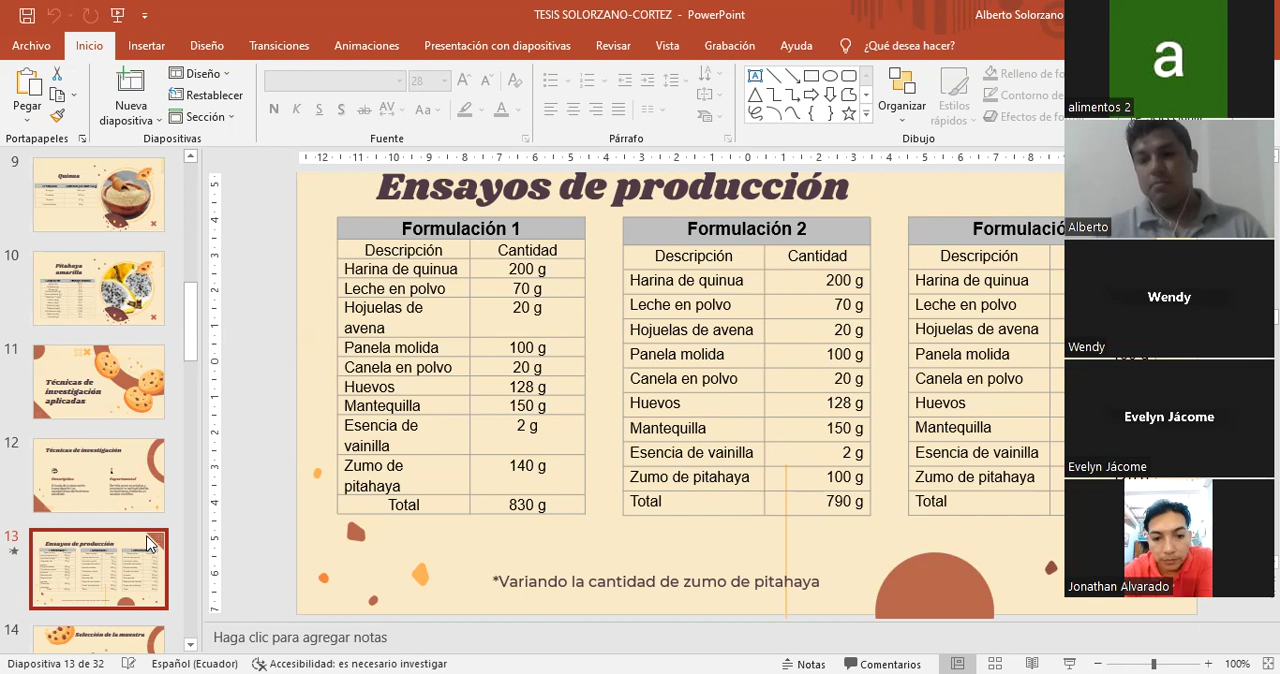 TESIS SOLORZANO-CORTEZ - PowerPoint
Alberto Solorzano
Archivo Inicio Insertar Diseño Transiciones Animaciones Presentación con diapositivas Revisar Vista Grabación Ayuda ¿Qué desea hacer?
Pegar
Nueva
diapositiva
Diseño
Restablecer
Sección
28
N K S S ab AV Aa A
Organizar
Estilos
rápidos
Relleno de fo
Contorno de
Efectos de fo
Portapapeles Diapositivas Fuente Párrafo Dibujo
9
Quinua
10
Pitahaya
amarilla
11
Técnicas de
investigación
aplicadas
12
Técnicas de investigación
13
Ensayos de producción
14
Selección de la muestra
Ensayos de producción
Formulación 1
Descripción Cantidad
Harina de quinua 200 g
Leche en polvo 70 g
Hojuelas de
avena 20 g
Panela molida 100 g
Canela en polvo 20 g
Huevos 128 g
Mantequilla 150 g
Esencia de
vainilla 2 g
Zumo de
pitahaya 140 g
Total 830 g
Formulación 2
Descripción Cantidad
Harina de quinua 200 g
Leche en polvo 70 g
Hojuelas de avena 20 g
Panela molida 100 g
Canela en polvo 20 g
Huevos 128 g
Mantequilla 150 g
Esencia de vainilla 2 g
Zumo de pitahaya 100 g
Total 790 g
Formulació
Descripción
Harina de quinua
Leche en polvo
Hojuelas de avena
Panela molida
Canela en polvo
Huevos
Mantequilla
Esencia de vainilla
Zumo de pitahaya
Total
*Variando la cantidad de zumo de pitahaya
a
alimentos 2
Alberto
Wendy
Wendy
Evelyn Jácome
Evelyn Jácome
Jonathan Alvarado
Haga clic para agregar notas
Diapositiva 13 de 32 Español (Ecuador) Accesibilidad: es necesario investigar Notas Comentarios 100%